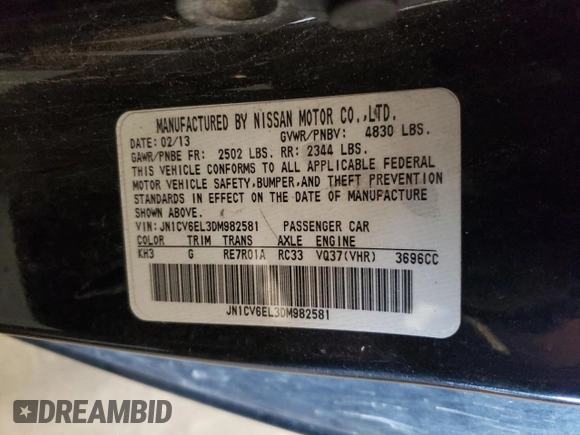 MANUFACTURED BY NISSAN MOTOR CO.,LTD.
DATE: 02/13 GVWR/PNBV: 4830 LBS.
GAWR/PNBE FR: 2502 LBS. RR: 2344 LBS.
THIS VEHICLE CONFORMS TO ALL APPLICABLE FEDERAL
MOTOR VEHICLE SAFETY,BUMPER,AND THEFT PREVENTION
STANDARDS IN EFFECT ON THE DATE OF MANUFACTURE
SHOWN ABOVE.
VIN: JN1CV6EL3DM982581 PASSENGER CAR
COLOR TRIM TRANS AXLE ENGINE
KH3 G RE7R01A RC33 VQ37(VHR) 3696CC
JN1CV6EL3DM982581
DREAMBID